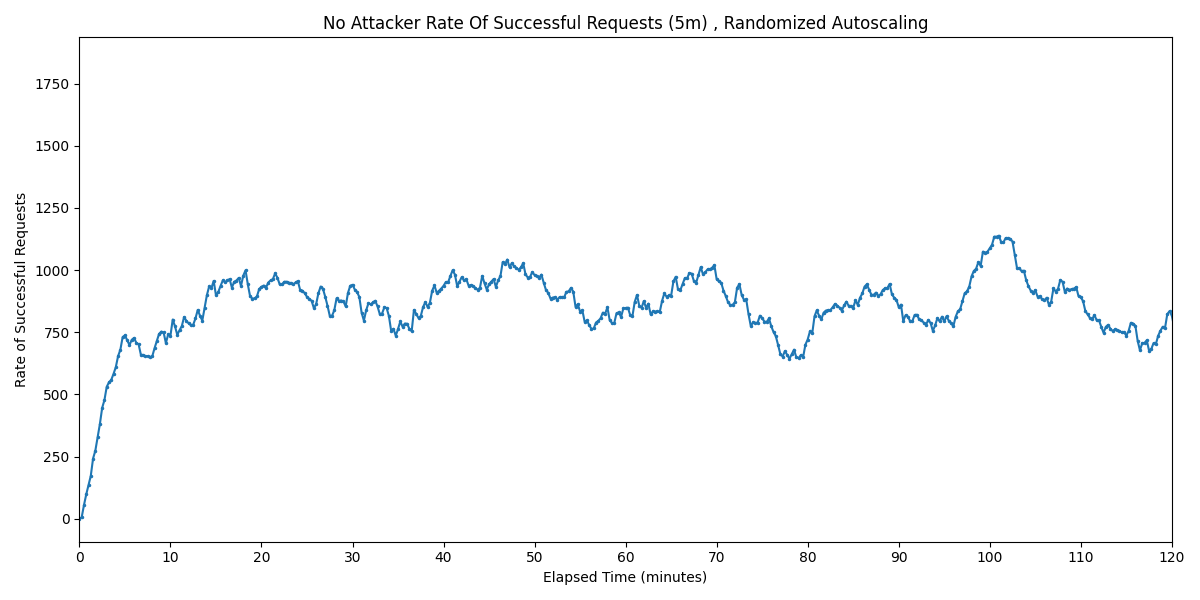 No Attacker Rate Of Successful Requests (5m) , Randomized Autoscaling
1750
1500
1250
1000
750
500
250
0
Rate of Successful Requests
0 10 20 30 40 50 60 70 80 90 100 110 120
Elapsed Time (minutes)